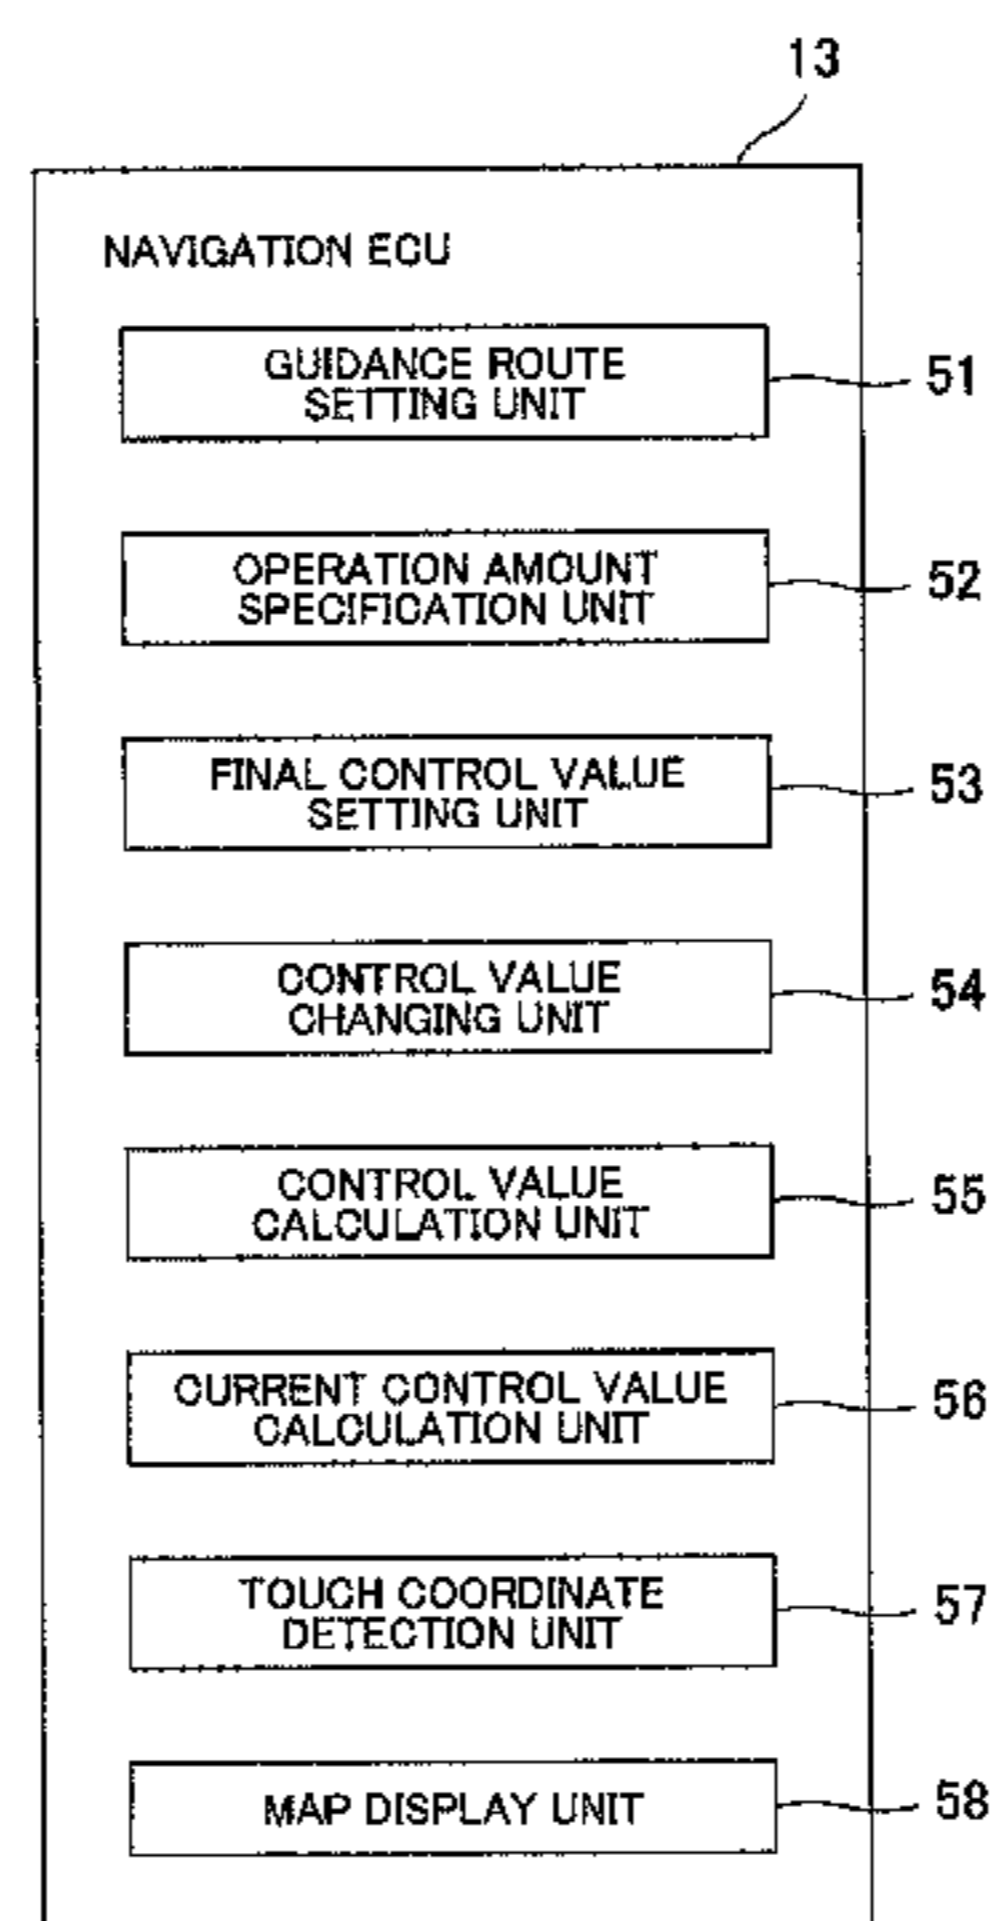 13
NAVIGATION ECU
GUIDANCE ROUTE
SETTING UNIT
51
OPERATION AMOUNT
SPECIFICATION UNIT
52
FINAL CONTROL VALUE
SETTING UNIT
53
CONTROL VALUE
CHANGING UNIT
54
CONTROL VALUE
CALCULATION UNIT
55
CURRENT CONTROL VALUE
CALCULATION UNIT
56
TOUCH COORDINATE
DETECTION UNIT
57
MAP DISPLAY UNIT
58